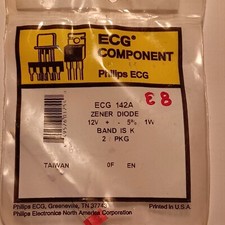 ECG®
COMPONENT
Philips ECG
ECG 142A
ZENER DIODE
12V + - 5% 1W
BAND IS K
2 PKG
TAIWAN 0F EN
Philips ECG, Greeneville, TN 37743
Philips Electronics North America Corporation
Printed in U.S.A.